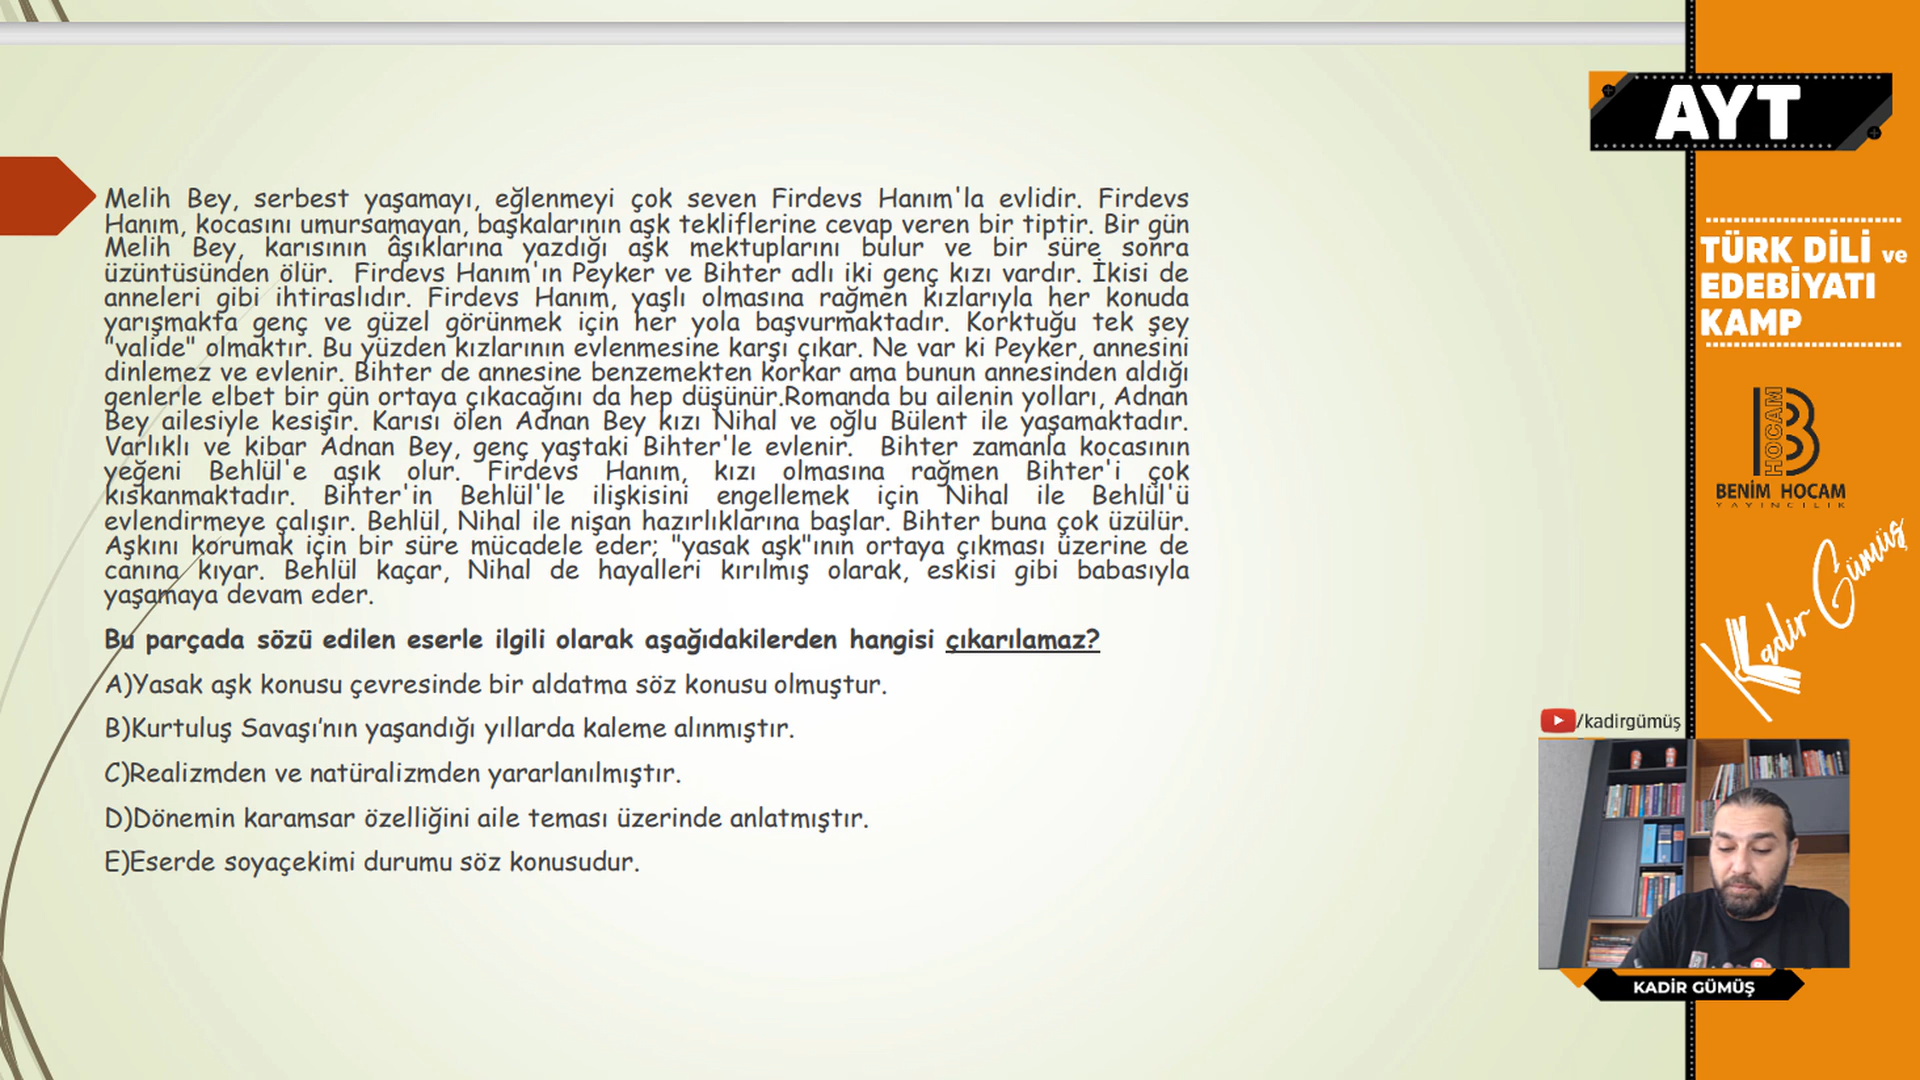 AYT
Melih Bey, serbest yaşamayı, eğlenmeyi çok seven Firdevs Hanım'la evlidir. Firdevs
Hanım, kocasını umursamayan, başkalarının aşk tekliflerine cevap veren bir tiptir. Bir gün
Melih Bey, karısının âşıklarına yazdığı aşk mektuplarını bulur ve bir süre sonra
üzüntüsünden ölür. Firdevs Hanım'ın Peyker ve Bihter adlı iki genç kızı vardır. İkisi de
anneleri gibi ihtiraslıdır. Firdevs Hanım, yaşlı olmasına rağmen kızlarıyla her konuda
yarışmakta genç ve güzel görünmek için her yola başvurmaktadır. Korktuğu tek şey
"valide" olmaktır. Bu yüzden kızlarının evlenmesine karşı çıkar. Ne var ki Peyker, annesini
dinlemez ve evlenir. Bihter de annesine benzemekten korkar ama bunun annesinden aldığı
genlerle elbet bir gün ortaya çıkacağını da hep düşünür.Romanda bu ailenin yolları, Adnan
Bey ailesiyle kesişir. Karısı ölen Adnan Bey kızı Nihal ve oğlu Bülent ile yaşamaktadır.
Varlıklı ve kibar Adnan Bey, genç yaştaki Bihter'le evlenir. Bihter zamanla kocasının
yeğeni Behlül'e aşık olur. Firdevs Hanım, kızı olmasına rağmen Bihter'i çok
kıskanmaktadır. Bihter'in Behlül'le ilişkisini engellemek için Nihal ile Behlül'ü
evlendirmeye çalışır. Behlül, Nihal ile nişan hazırlıklarına başlar. Bihter buna çok üzülür.
Aşkını korumak için bir süre mücadele eder; "yasak aşk"ının ortaya çıkması üzerine de
canına kıyar. Behlül kaçar, Nihal de hayalleri kırılmış olarak, eskisi gibi babasıyla
yaşamaya devam eder.
Bu parçada sözü edilen eserle ilgili olarak aşağıdakilerden hangisi çıkarılamaz?
A)Yasak aşk konusu çevresinde bir aldatma söz konusu olmuştur.
B)Kurtuluş Savaşı’nın yaşandığı yıllarda kaleme alınmıştır.
C)Realizmden ve natüralizmden yararlanılmıştır.
D)Dönemin karamsar özelliğini aile teması üzerinde anlatmıştır.
E)Eserde soyaçekimi durumu söz konusudur.
TÜRK DİLİ ve
EDEBİYATI
KAMP
HOCAM
BENİM HOCAM
YAYINCILIK
Kadir Gümüş
/kadirgümüş
KADİR GÜMÜŞ